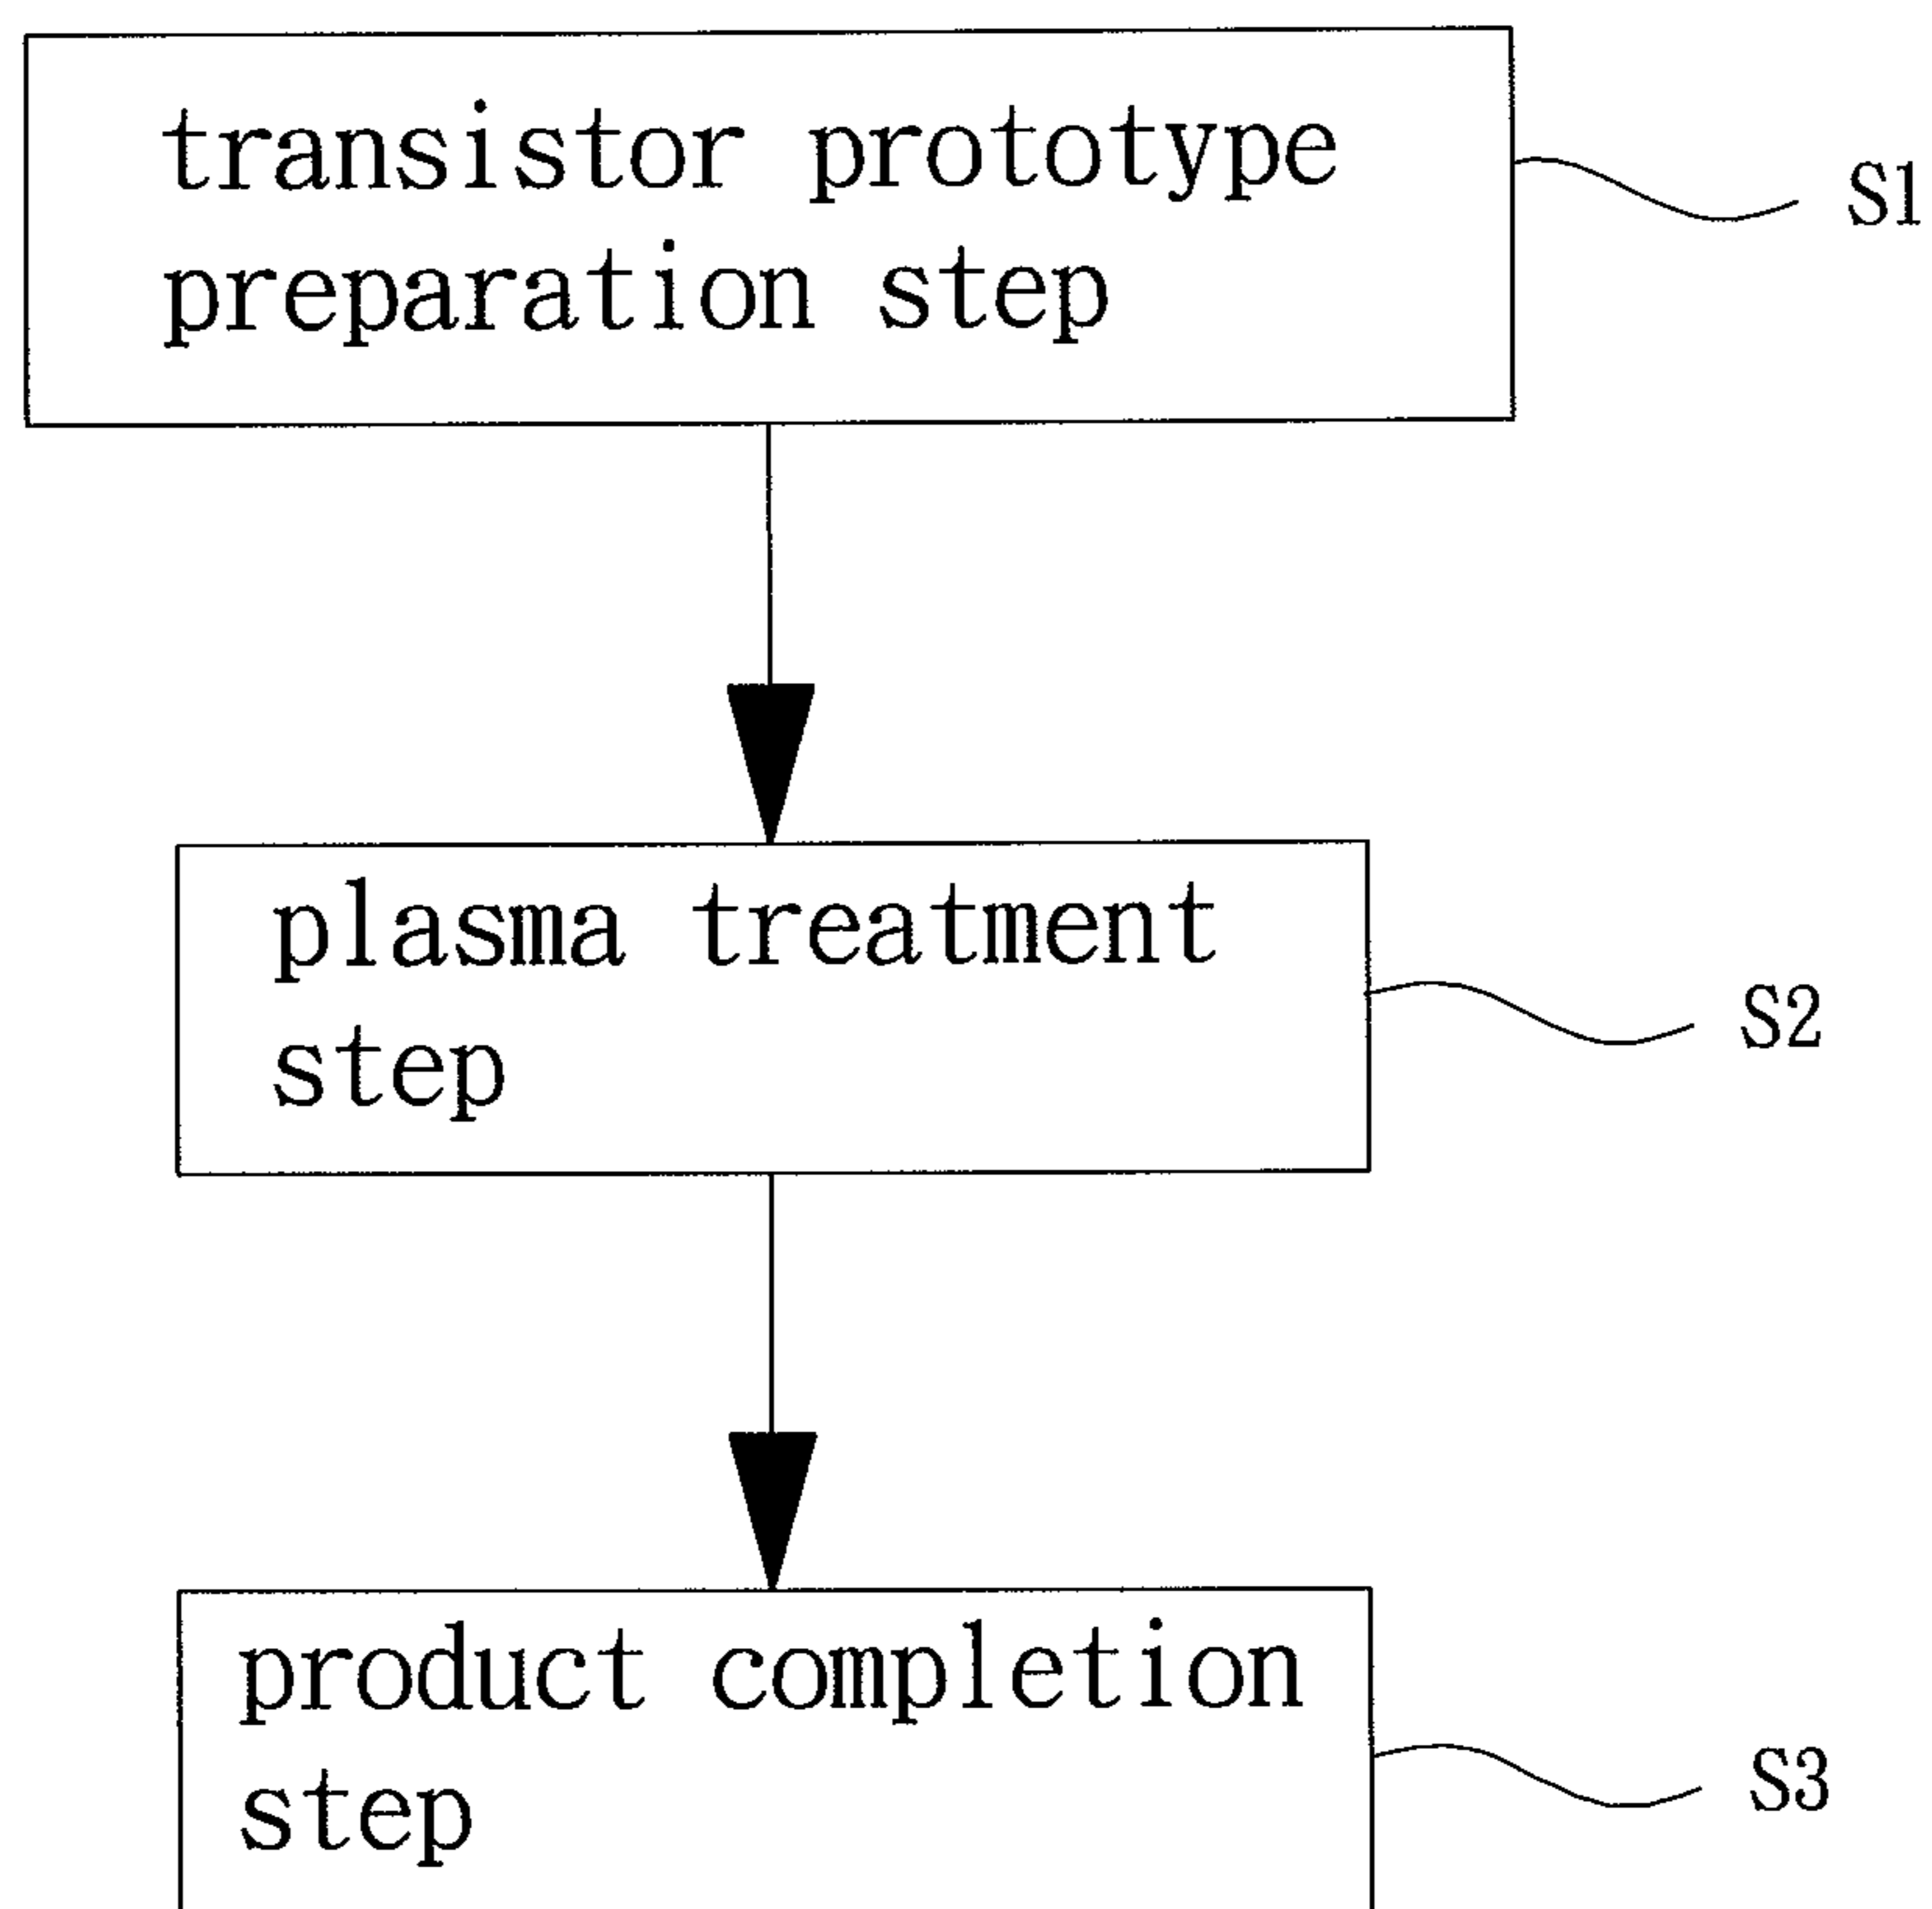 transistor prototype
preparation step
S1
plasma treatment
step
S2
product completion
step
S3